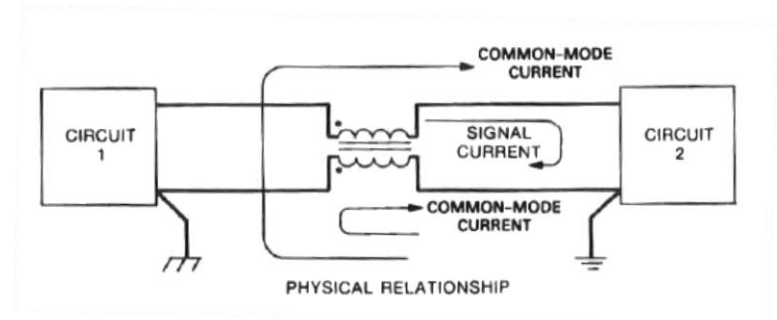 COMMON-MODE
CURRENT
CIRCUIT
1
SIGNAL
CURRENT
CIRCUIT
2
COMMON-MODE
CURRENT
PHYSICAL RELATIONSHIP